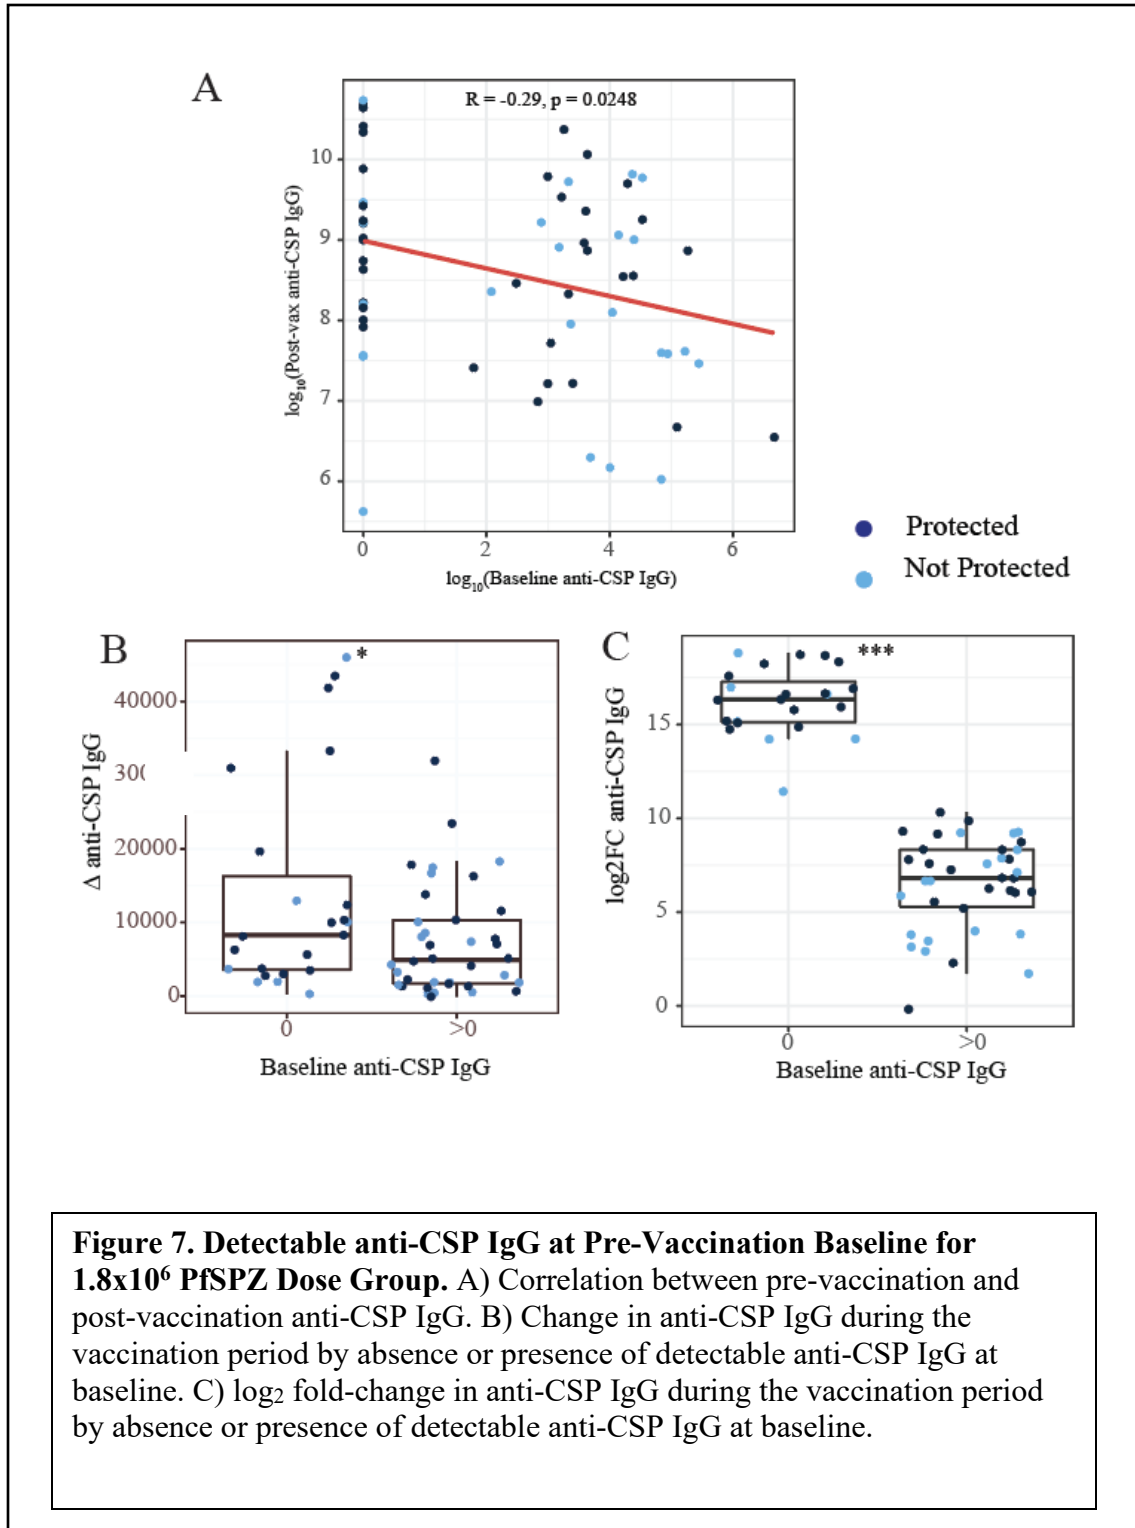 A
R = -0.29, p = 0.0248
10
9
8
7
6
log₁₀(Post-vax anti-CSP IgG)
0 2 4 6
log₁₀(Baseline anti-CSP IgG)
Protected
Not Protected
B
*
40000
30(
20000
10000
0
Δ anti-CSP IgG
0 >0
Baseline anti-CSP IgG
C
***
15
10
5
0
log2FC anti-CSP IgG
0 >0
Baseline anti-CSP IgG
Figure 7. Detectable anti-CSP IgG at Pre-Vaccination Baseline for
1.8x10⁶ PfSPZ Dose Group. A) Correlation between pre-vaccination and
post-vaccination anti-CSP IgG. B) Change in anti-CSP IgG during the
vaccination period by absence or presence of detectable anti-CSP IgG at
baseline. C) log₂ fold-change in anti-CSP IgG during the vaccination period
by absence or presence of detectable anti-CSP IgG at baseline.